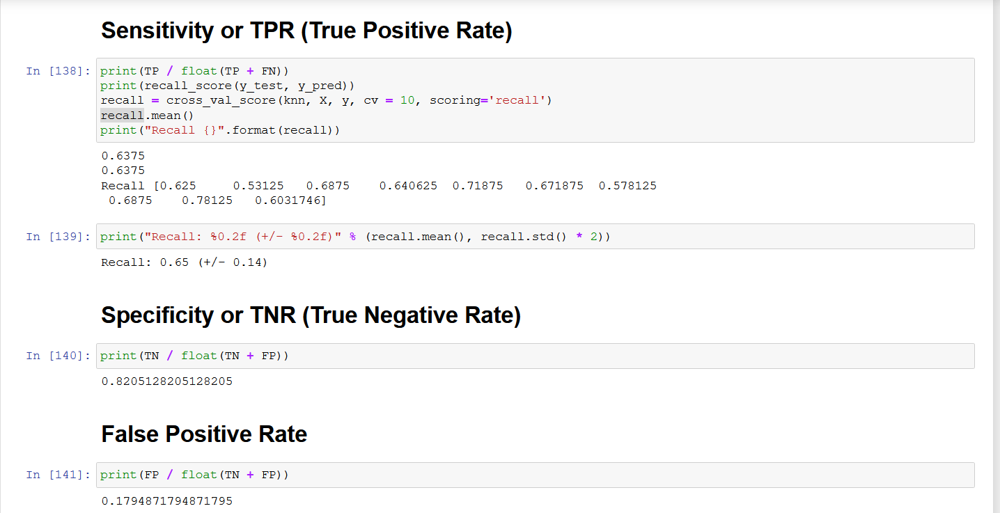 Sensitivity or TPR (True Positive Rate)
In [138]: print(TP / float(TP + FN))
print(recall_score(y_test, y_pred))
recall = cross_val_score(knn, X, y, cv = 10, scoring='recall')
recall.mean()
print("Recall {}".format(recall))
0.6375
0.6375
Recall [0.625     0.53125   0.6875    0.640625  0.71875   0.671875  0.578125
 0.6875    0.78125   0.6031746]
In [139]: print("Recall: %0.2f (+/- %0.2f)" % (recall.mean(), recall.std() * 2))
Recall: 0.65 (+/- 0.14)
Specificity or TNR (True Negative Rate)
In [140]: print(TN / float(TN + FP))
0.8205128205128205
False Positive Rate
In [141]: print(FP / float(TN + FP))
0.1794871794871795